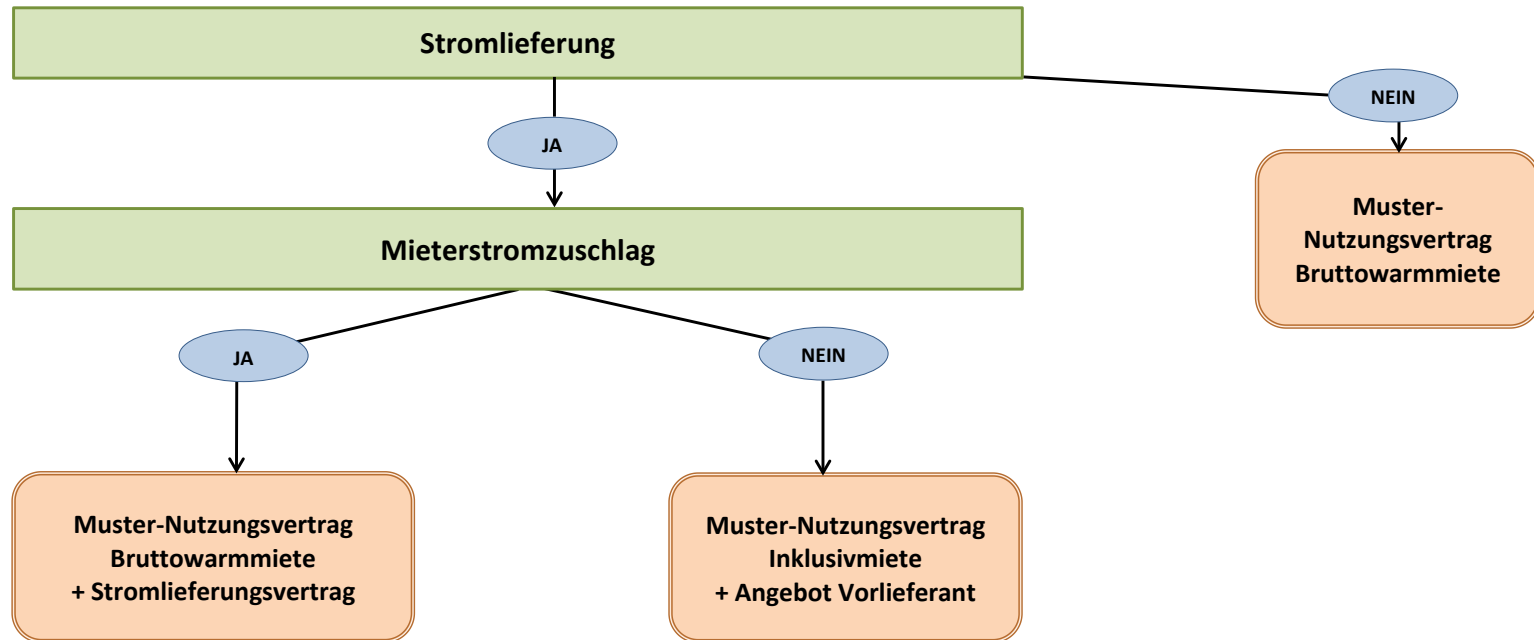 Stromlieferung
NEIN
JA
Muster-
Nutzungsvertrag
Bruttowarmmiete
Mieterstromzuschlag
JA
NEIN
Muster-Nutzungsvertrag
Bruttowarmmiete
+ Stromlieferungsvertrag
Muster-Nutzungsvertrag
Inklusivmiete
+ Angebot Vorlieferant